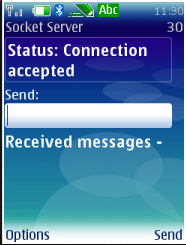 Abc 11:30
Socket Server 30
Status: Connection
accepted
Send:
Received messages -
Options Send